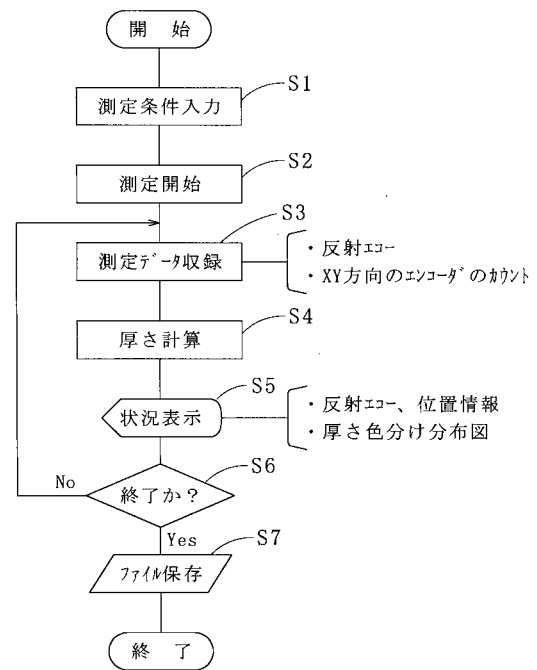 開 始
S1
測定条件入力
S2
測定開始
S3
測定ﾃﾞｰﾀ収録
・反射ｴｺｰ
・XY方向のｴﾝｺｰﾀﾞのｶｳﾝﾄ
S4
厚さ計算
S5
状況表示
・反射ｴｺｰ、位置情報
・厚さ色分け分布図
S6
No
終了か？
Yes
S7
ﾌｧｲﾙ保存
終 了